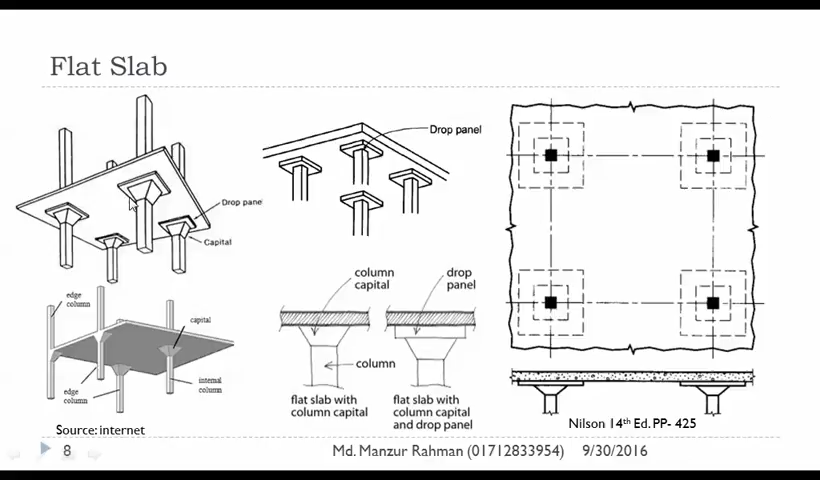 Flat Slab
Drop pane
Capital
Drop panel
edge
column
capital
edge
column
internal
column
column
capital
drop
panel
column
flat slab with
column capital
flat slab with
column capital
and drop panel
Nilson 14th Ed. PP- 425
Source: internet
8
Md. Manzur Rahman (01712833954)
9/30/2016